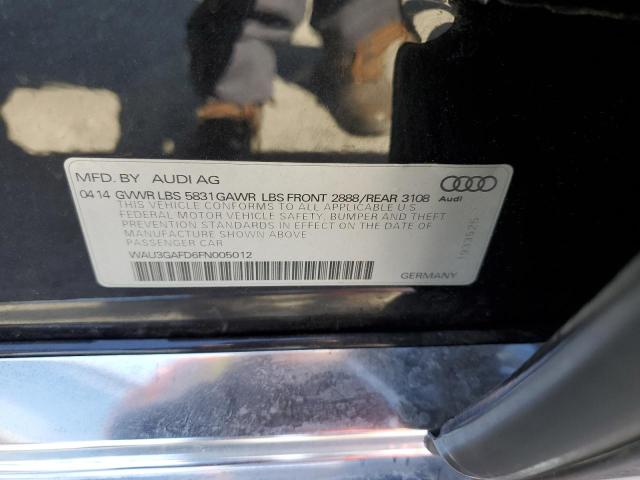 MFD. BY AUDI AG
04 14 GVWR LBS 5831 GAWR LBS FRONT 2888/REAR 3108
THIS VEHICLE CONFORMS TO ALL APPLICABLE U.S
FEDERAL MOTOR VEHICLE SAFETY, BUMPER AND THEFT
PREVENTION STANDARDS IN EFFECT ON THE DATE OF
MANUFACTURE SHOWN ABOVE.
PASSENGER CAR
WAU3GAFD6FN005012
Audi
1933525
GERMANY